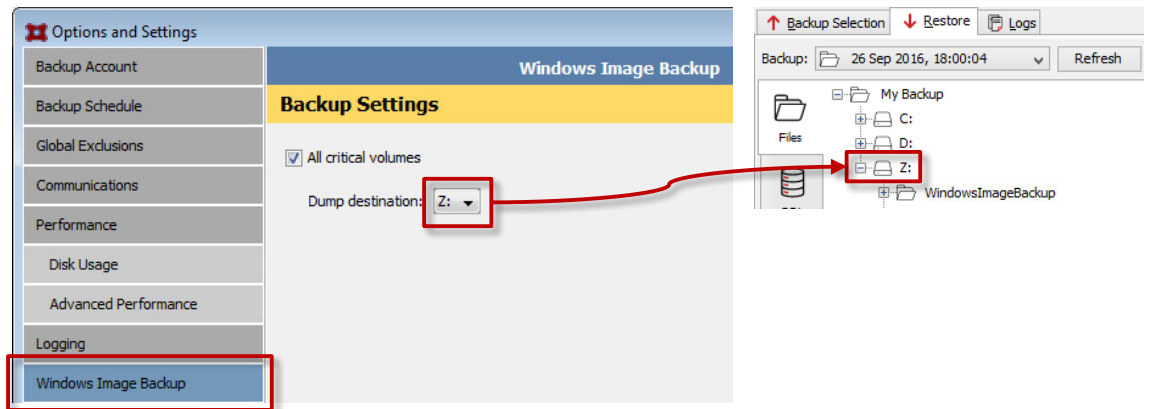 Options and Settings
Backup Account
Backup Schedule
Global Exclusions
Communications
Performance
Disk Usage
Advanced Performance
Logging
Windows Image Backup
Windows Image Backup
Backup Settings
All critical volumes
Dump destination: Z:
Backup Selection Restore Logs
Backup: 26 Sep 2016, 18:00:04 Refresh
Files
My Backup
C:
D:
Z:
WindowsImageBackup